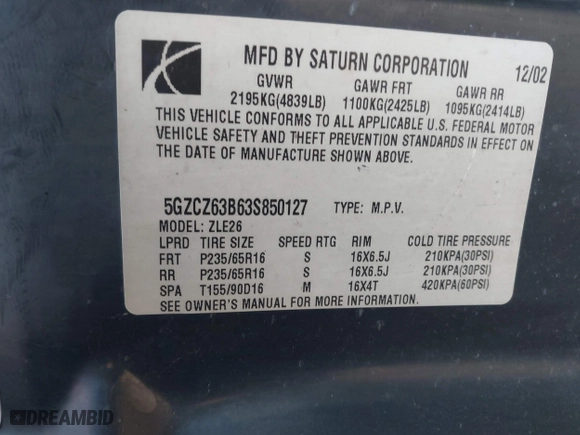 MFD BY SATURN CORPORATION 12/02
GVWR GAWR FRT GAWR RR
2195KG(4839LB) 1100KG(2425LB) 1095KG(2414LB)
THIS VEHICLE CONFORMS TO ALL APPLICABLE U.S. FEDERAL MOTOR
VEHICLE SAFETY AND THEFT PREVENTION STANDARDS IN EFFECT ON
THE DATE OF MANUFACTURE SHOWN ABOVE.
5GZCZ63B63S850127 TYPE: M.P.V.
MODEL: ZLE26
LPRD TIRE SIZE SPEED RTG RIM COLD TIRE PRESSURE
FRT P235/65R16 S 16X6.5J 210KPA(30PSI)
RR P235/65R16 S 16X6.5J 210KPA(30PSI)
SPA T155/90D16 M 16X4T 420KPA(60PSI)
SEE OWNER'S MANUAL FOR MORE INFORMATION.
DREAMBID